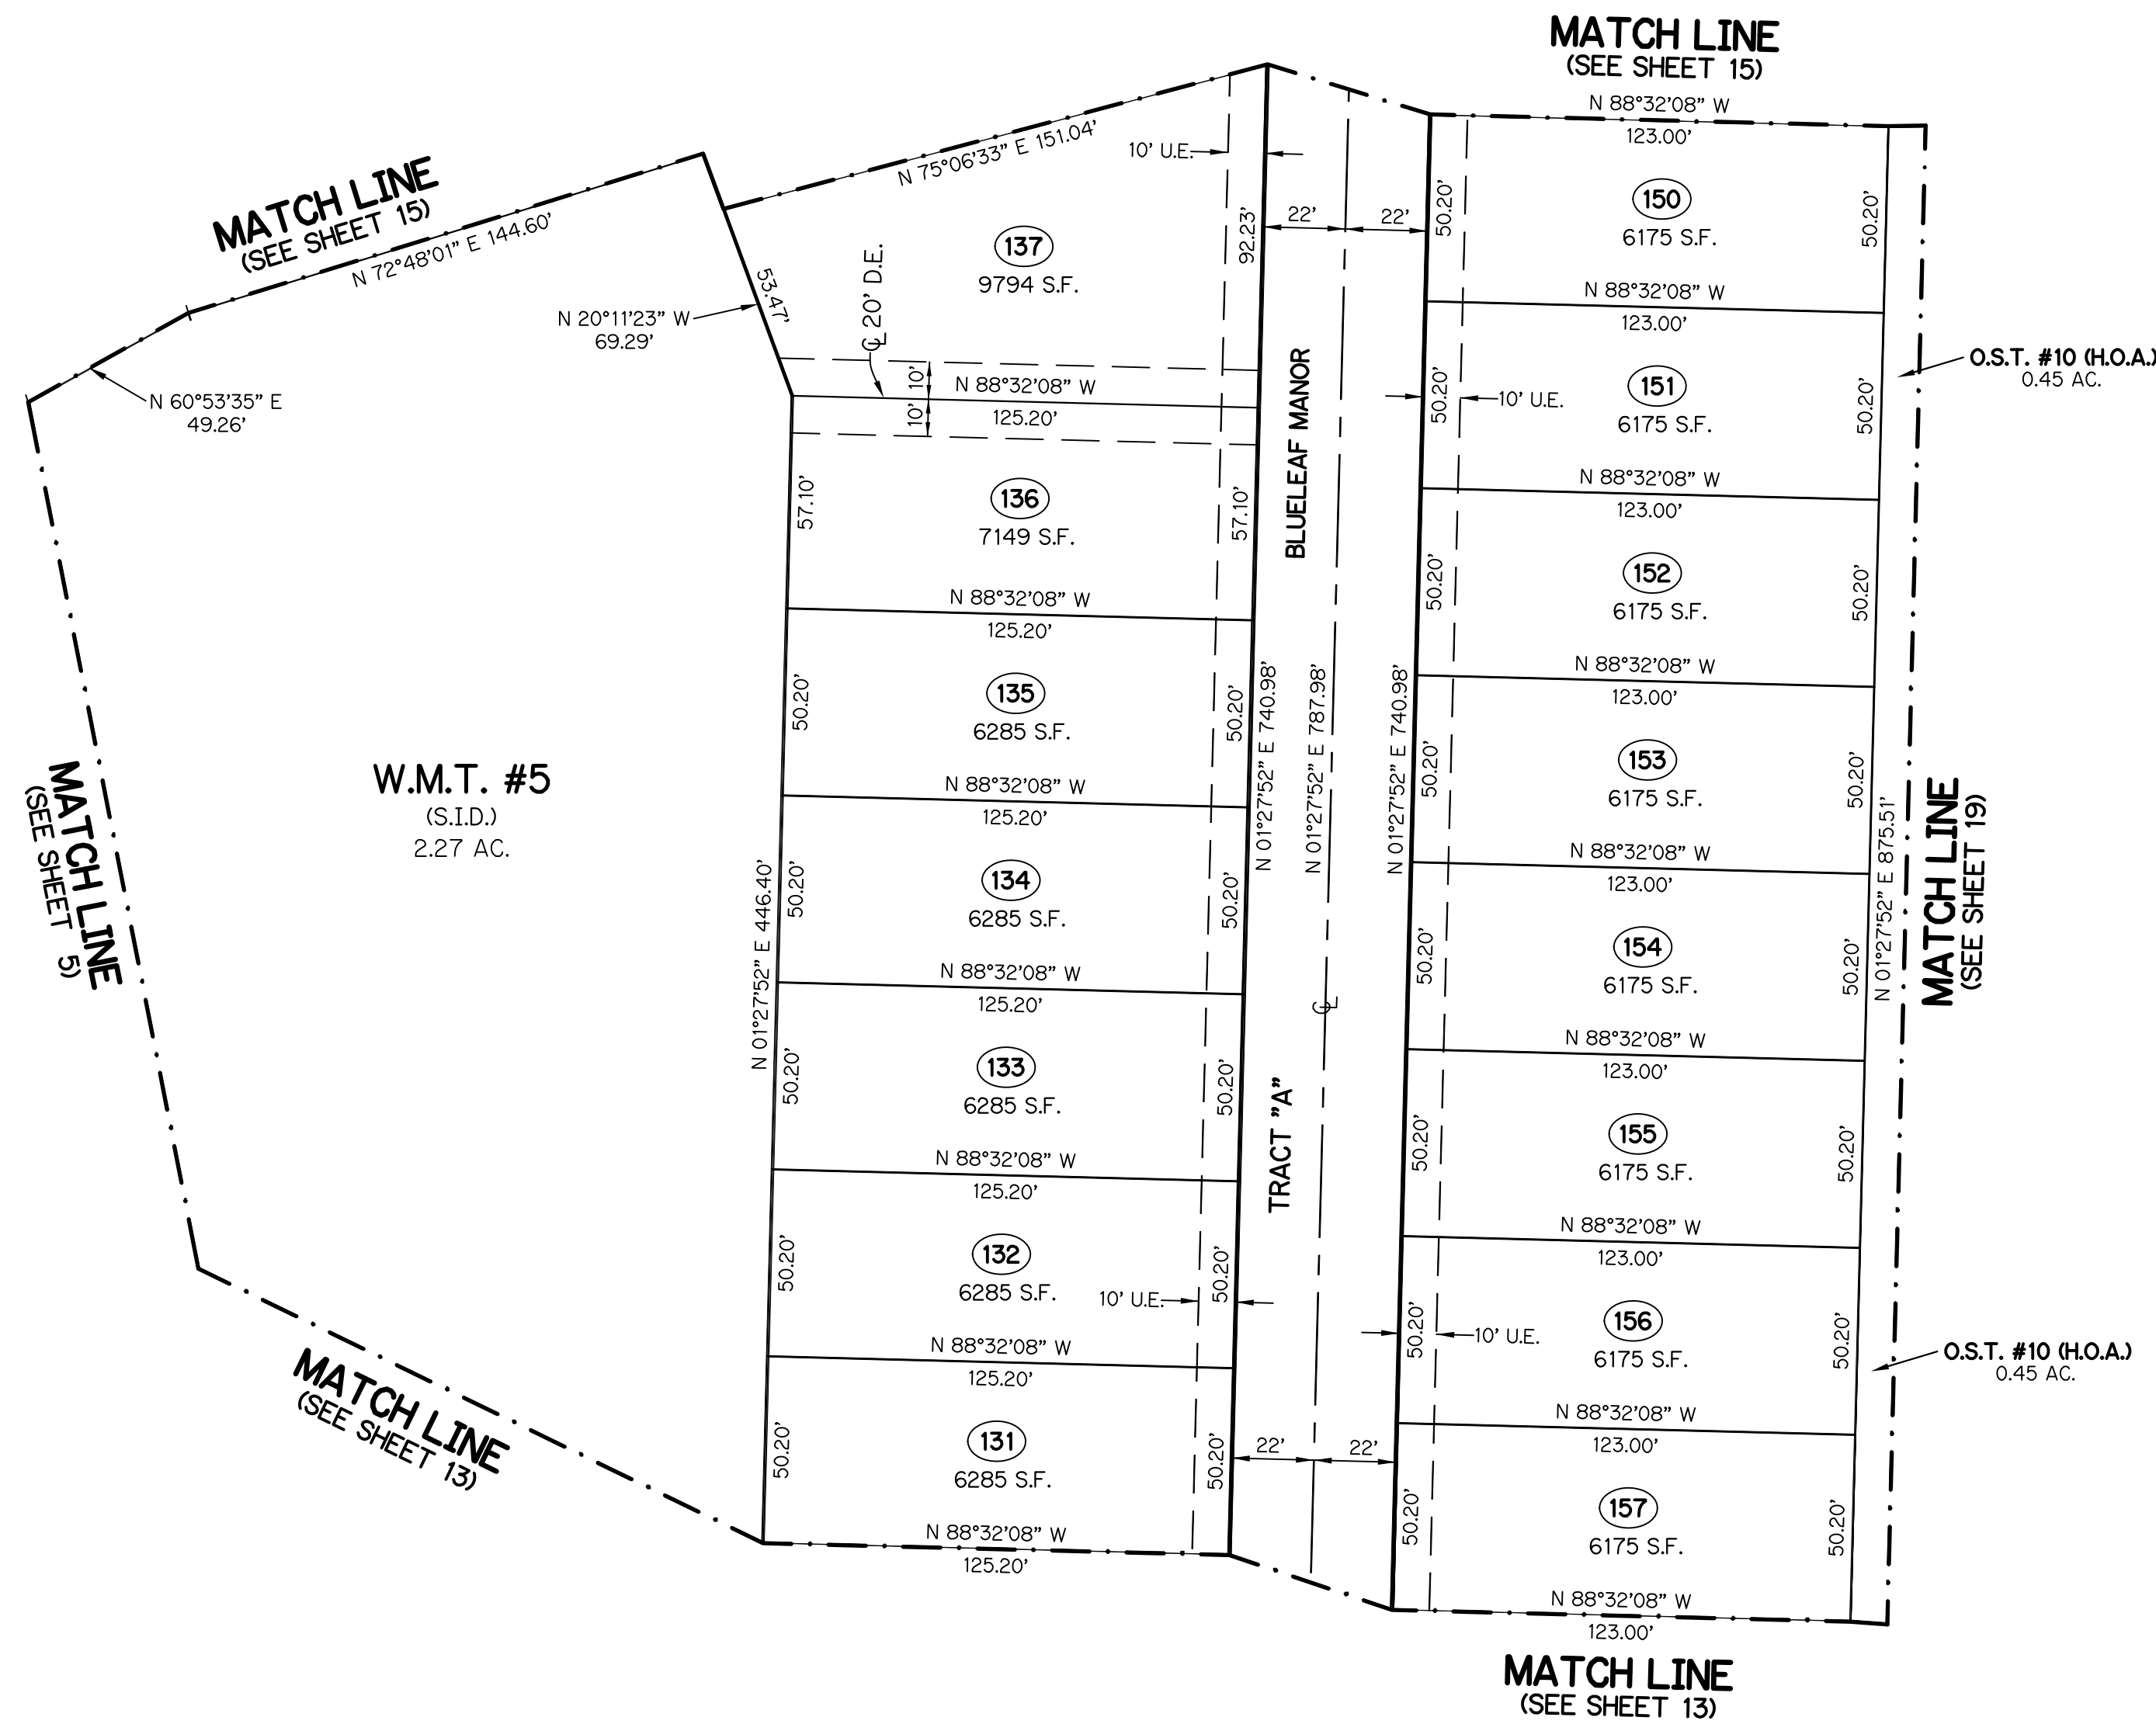 MATCH LINE
(SEE SHEET 15)
N 88°32'08" W
123.00'
MATCH LINE
(SEE SHEET 15)
N 72°48'01" E 144.60'
N 75°06'33" E 151.04'
10' U.E.
92.23'
22'
22'
137
9794 S.F.
53.47'
N 20°11'23" W
69.29'
℄ 20' D.E.
N 60°53'35" E
49.26'
10'
10'
N 88°32'08" W
125.20'
57.10'
136
7149 S.F.
57.10'
N 88°32'08" W
125.20'
50.20'
135
6285 S.F.
50.20'
N 88°32'08" W
125.20'
50.20'
134
6285 S.F.
50.20'
N 88°32'08" W
125.20'
50.20'
133
6285 S.F.
50.20'
N 88°32'08" W
125.20'
50.20'
132
6285 S.F.
10' U.E.
50.20'
N 88°32'08" W
125.20'
50.20'
131
6285 S.F.
50.20'
N 88°32'08" W
125.20'
N 01°27'52" E 446.40'
W.M.T. #5
(S.I.D.)
2.27 AC.
MATCH LINE
(SEE SHEET 5)
MATCH LINE
(SEE SHEET 13)
BLUELEAF MANOR
N 01°27'52" E 740.98'
N 01°27'52" E 787.98'
N 01°27'52" E 740.98'
℄
TRACT "A"
22'
22'
50.20'
150
6175 S.F.
50.20'
N 88°32'08" W
123.00'
50.20'
10' U.E.
151
6175 S.F.
50.20'
N 88°32'08" W
123.00'
50.20'
152
6175 S.F.
50.20'
N 88°32'08" W
123.00'
50.20'
153
6175 S.F.
50.20'
N 88°32'08" W
123.00'
50.20'
154
6175 S.F.
50.20'
N 88°32'08" W
123.00'
50.20'
155
6175 S.F.
50.20'
N 88°32'08" W
123.00'
50.20'
10' U.E.
156
6175 S.F.
50.20'
N 88°32'08" W
123.00'
50.20'
157
6175 S.F.
50.20'
N 88°32'08" W
123.00'
O.S.T. #10 (H.O.A.)
0.45 AC.
N 01°27'52" E 875.51'
MATCH LINE
(SEE SHEET 19)
O.S.T. #10 (H.O.A.)
0.45 AC.
MATCH LINE
(SEE SHEET 13)